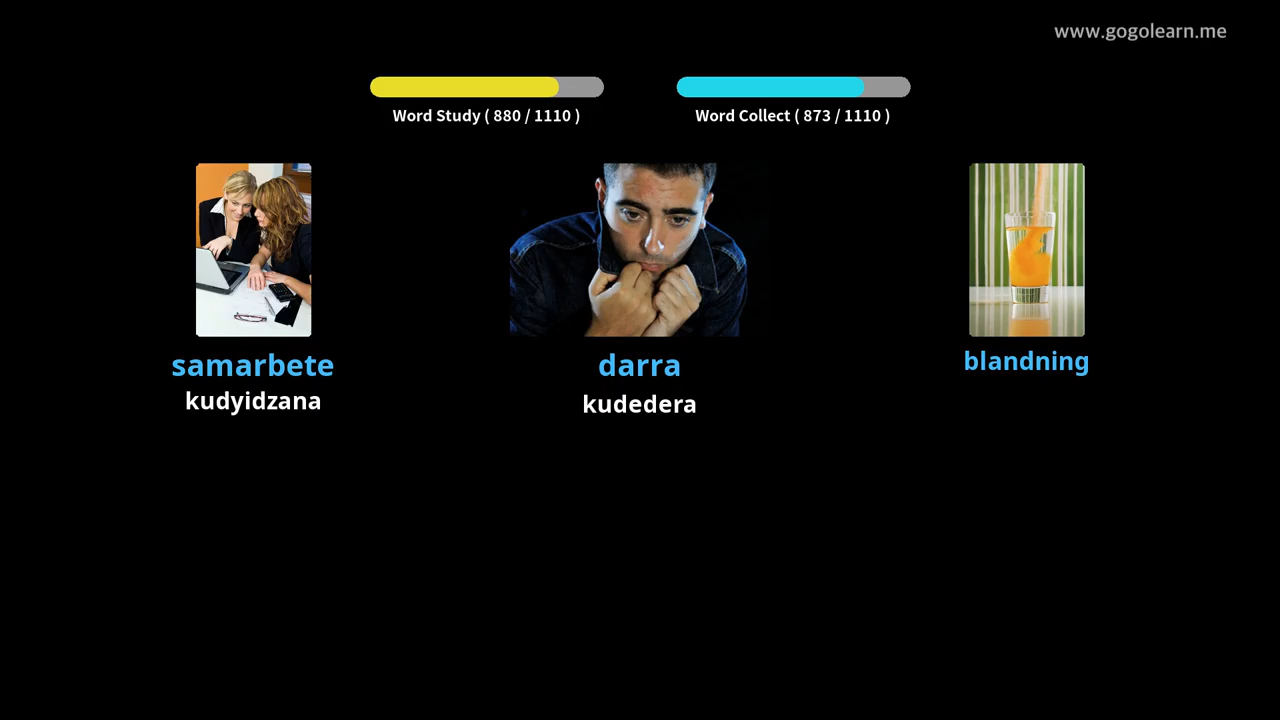 www.gogolearn.me
Word Study ( 880 / 1110 )
Word Collect ( 873 / 1110 )
samarbete
kudyidzana
darra
kudedera
blandning